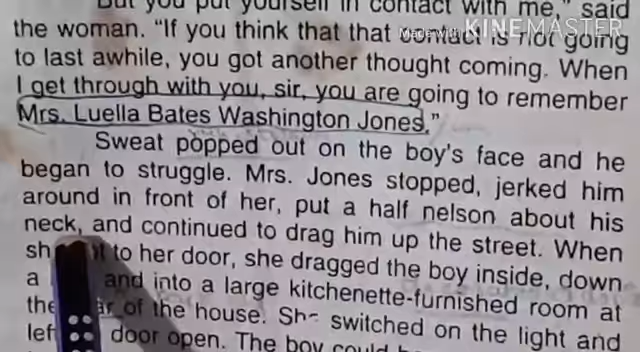 But you put yourself in contact with me," said
the woman. "If you think that that contact is not going
Made with KINEMASTER
to last awhile, you got another thought coming. When
I get through with you, sir, you are going to remember
Mrs. Luella Bates Washington Jones."
Sweat popped out on the boy's face and he
began to struggle. Mrs. Jones stopped, jerked him
around in front of her, put a half nelson about his
neck, and continued to drag him up the street. When
to her door, she dragged the boy inside, down
a and into a large kitchenette-furnished room at
the of the house. She switched on the light and
door open. The boy could